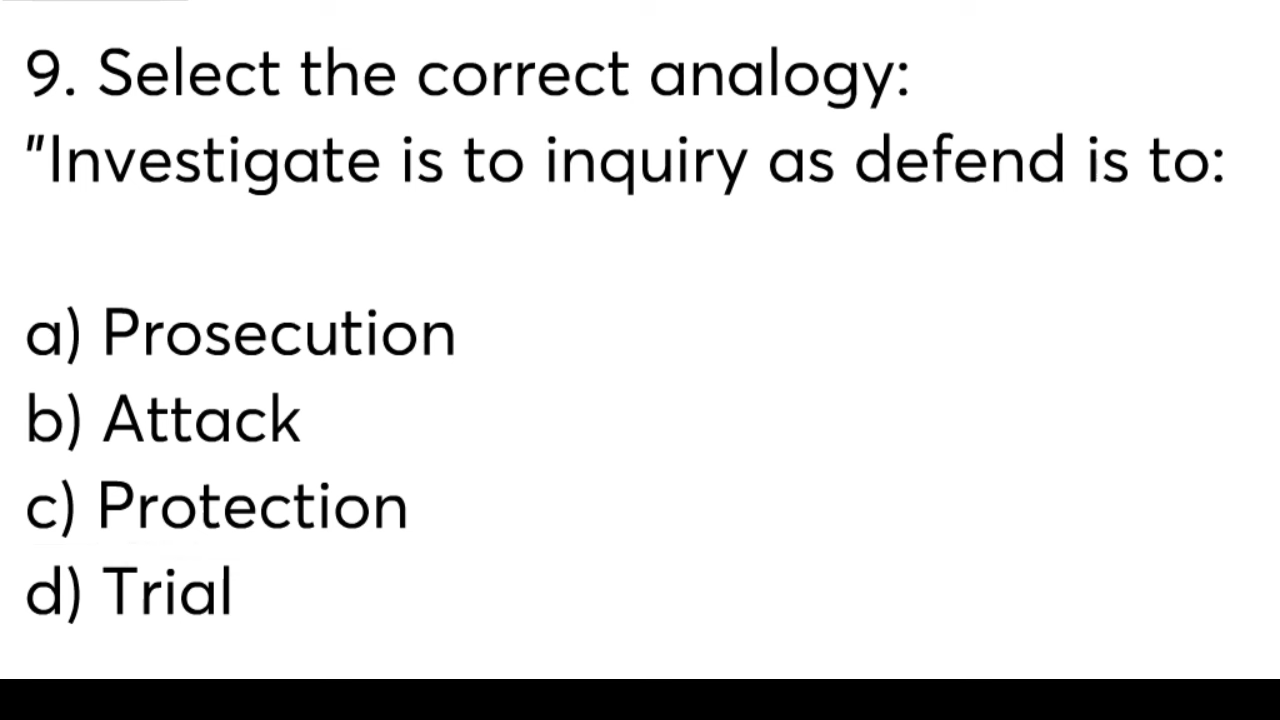 9. Select the correct analogy:
"Investigate is to inquiry as defend is to:
a) Prosecution
b) Attack
c) Protection
d) Trial